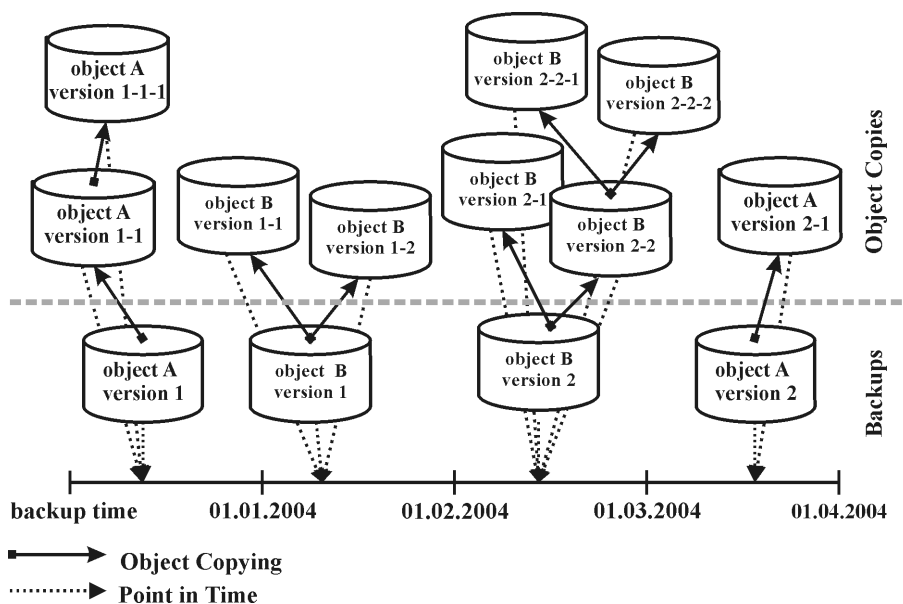 object A
version 1-1-1
object B
version 2-2-1
object B
version 2-2-2
object A
version 1-1
object B
version 1-1
object B
version 1-2
object B
version 2-1
object B
version 2-2
object A
version 2-1
Object Copies
object A
version 1
object B
version 1
object B
version 2
object A
version 2
Backups
backup time
01.01.2004
01.02.2004
01.03.2004
01.04.2004
Object Copying
Point in Time